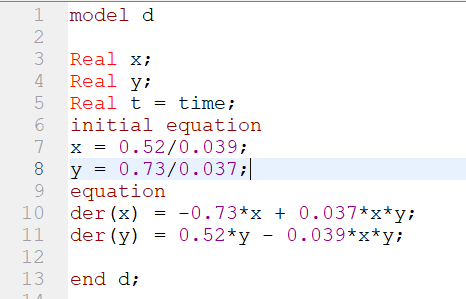 1 model d
2
3 Real x;
4 Real y;
5 Real t = time;
6 initial equation
7 x = 0.52/0.039;
8 y = 0.73/0.037;
9 equation
10 der(x) = -0.73*x + 0.037*x*y;
11 der(y) = 0.52*y - 0.039*x*y;
12
13 end d;